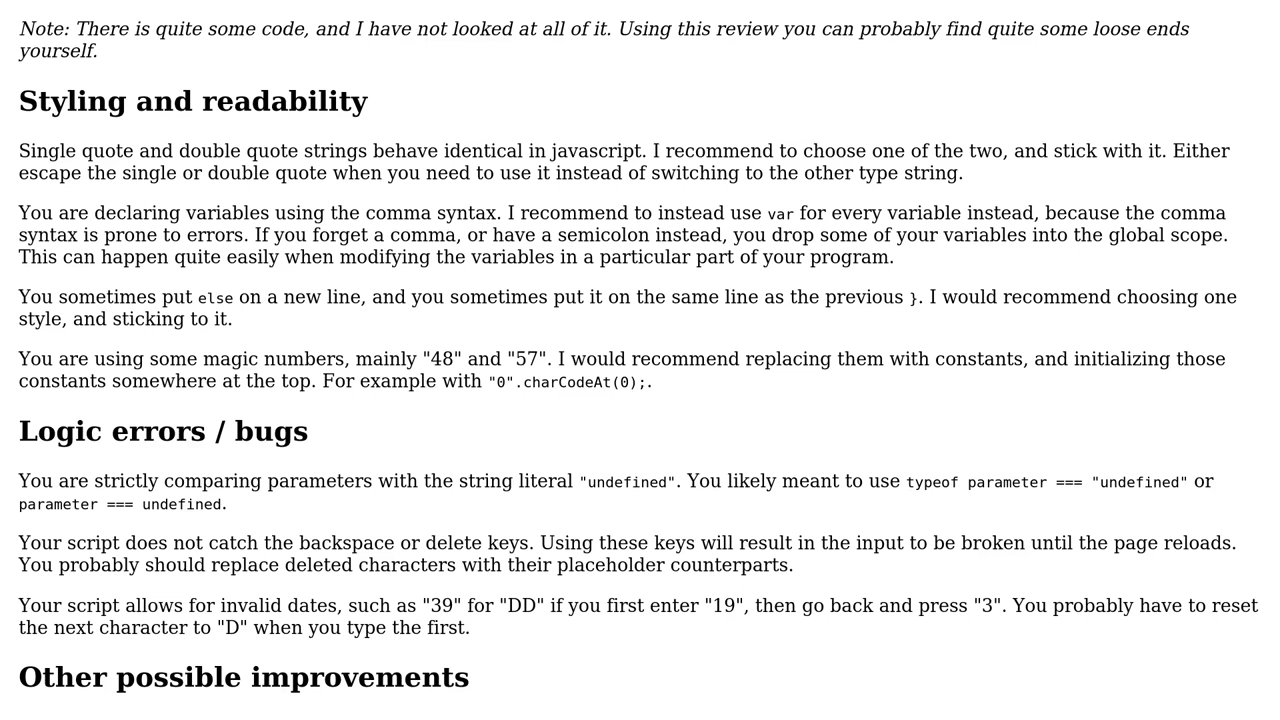 Note: There is quite some code, and I have not looked at all of it. Using this review you can probably find quite some loose ends
yourself.
Styling and readability
Single quote and double quote strings behave identical in javascript. I recommend to choose one of the two, and stick with it. Either
escape the single or double quote when you need to use it instead of switching to the other type string.
You are declaring variables using the comma syntax. I recommend to instead use var for every variable instead, because the comma
syntax is prone to errors. If you forget a comma, or have a semicolon instead, you drop some of your variables into the global scope.
This can happen quite easily when modifying the variables in a particular part of your program.
You sometimes put else on a new line, and you sometimes put it on the same line as the previous }. I would recommend choosing one
style, and sticking to it.
You are using some magic numbers, mainly "48" and "57". I would recommend replacing them with constants, and initializing those
constants somewhere at the top. For example with "0".charCodeAt(0);.
Logic errors / bugs
You are strictly comparing parameters with the string literal "undefined". You likely meant to use typeof parameter === "undefined" or
parameter === undefined.
Your script does not catch the backspace or delete keys. Using these keys will result in the input to be broken until the page reloads.
You probably should replace deleted characters with their placeholder counterparts.
Your script allows for invalid dates, such as "39" for "DD" if you first enter "19", then go back and press "3". You probably have to reset
the next character to "D" when you type the first.
Other possible improvements